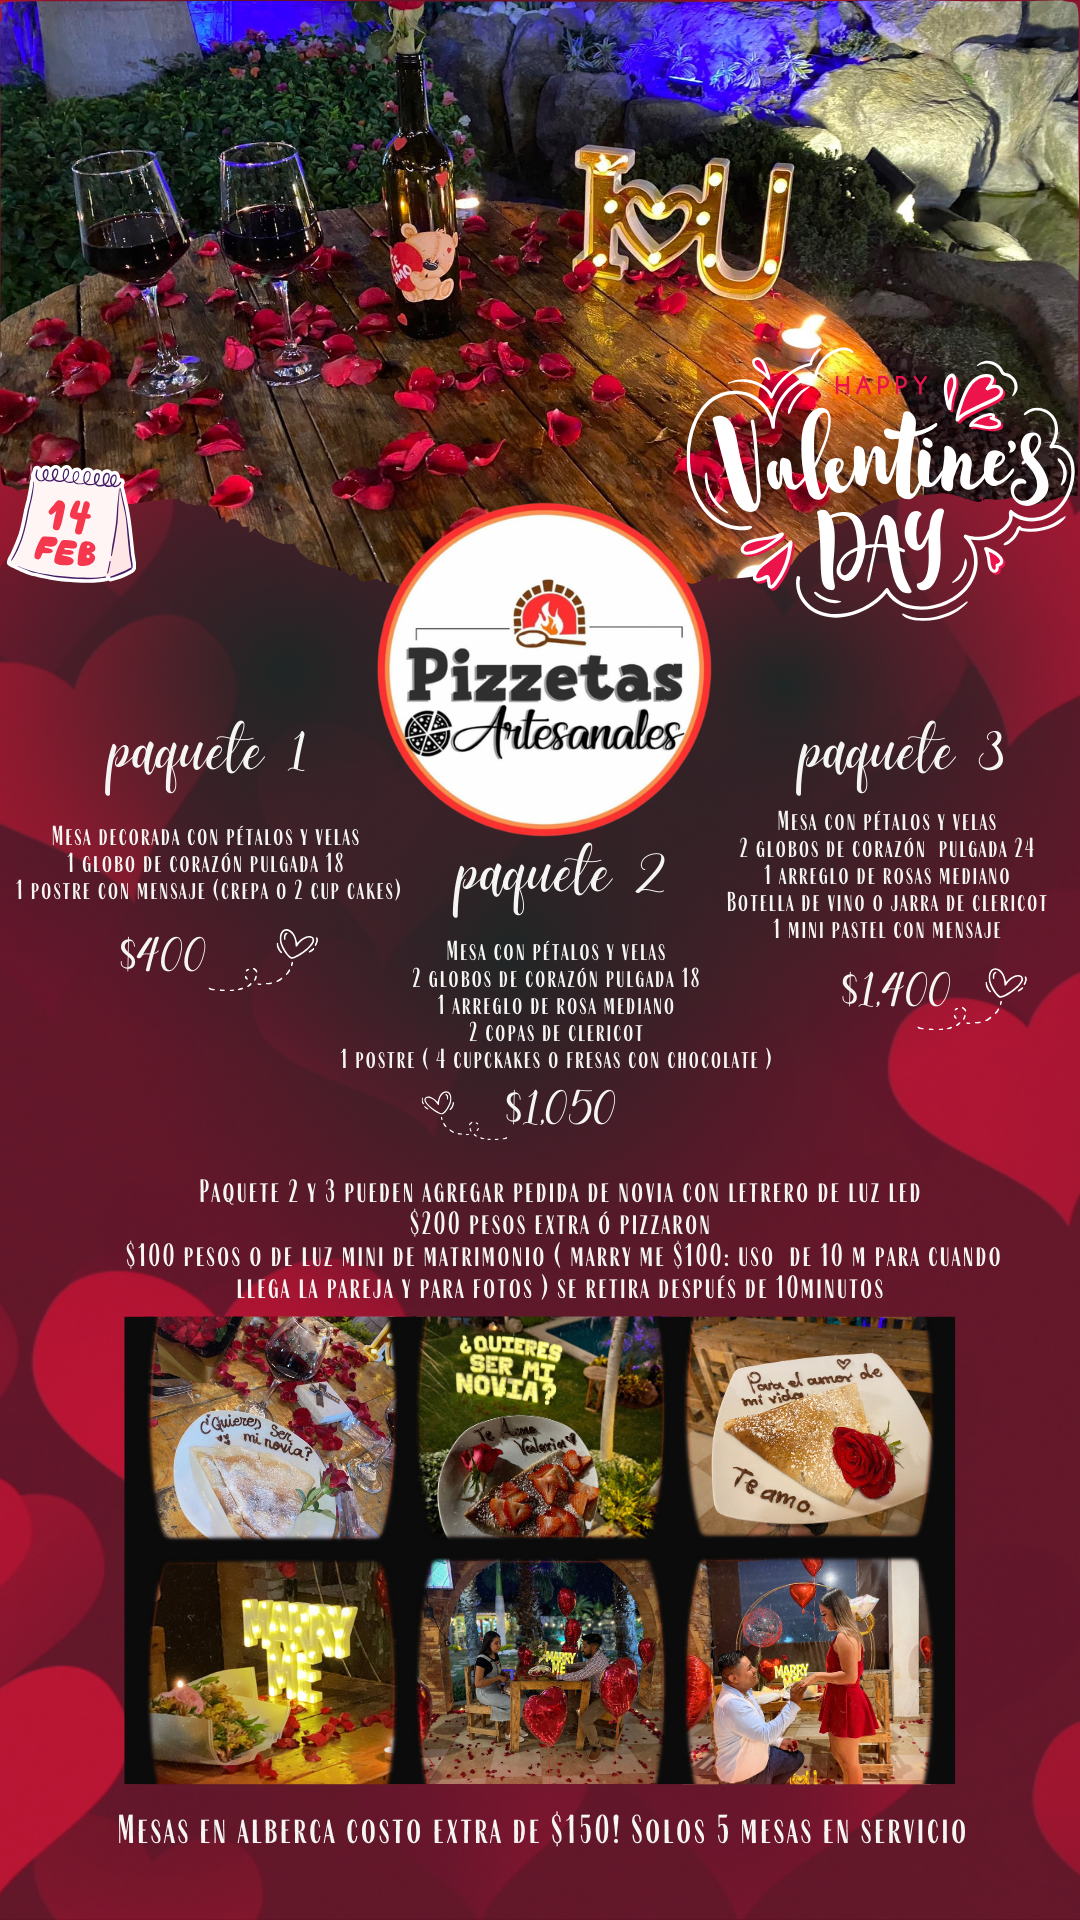 TE
AMO
I U
HAPPY
Valentine's
DAY
14
FEB
Pizzetas
Artesanales
paquete 1
Mesa decorada con pétalos y velas
1 globo de corazón pulgada 18
1 postre con mensaje (crepa o 2 cup cakes)
$400
paquete 2
Mesa con pétalos y velas
2 globos de corazón pulgada 18
1 arreglo de rosa mediano
2 copas de clericot
1 postre ( 4 cupckakes o fresas con chocolate )
$1,050
paquete 3
Mesa con pétalos y velas
2 globos de corazón pulgada 24
1 arreglo de rosas mediano
Botella de vino o jarra de clericot
1 mini pastel con mensaje
$1,400
Paquete 2 y 3 pueden agregar pedida de novia con letrero de luz led
$200 pesos extra ó pizzaron
$100 pesos o de luz mini de matrimonio ( marry me $100: uso de 10 m para cuando
llega la pareja y para fotos ) se retira después de 10minutos
¿Quieres ser
mi novia?
¿QUIERES
SER MI
NOVIA?
Te Amo
Valeria
Para el amor de
mi vida
Te amo.
MARRY
ME
MARRY
ME
MARRY
Mesas en alberca costo extra de $150! Solos 5 mesas en servicio